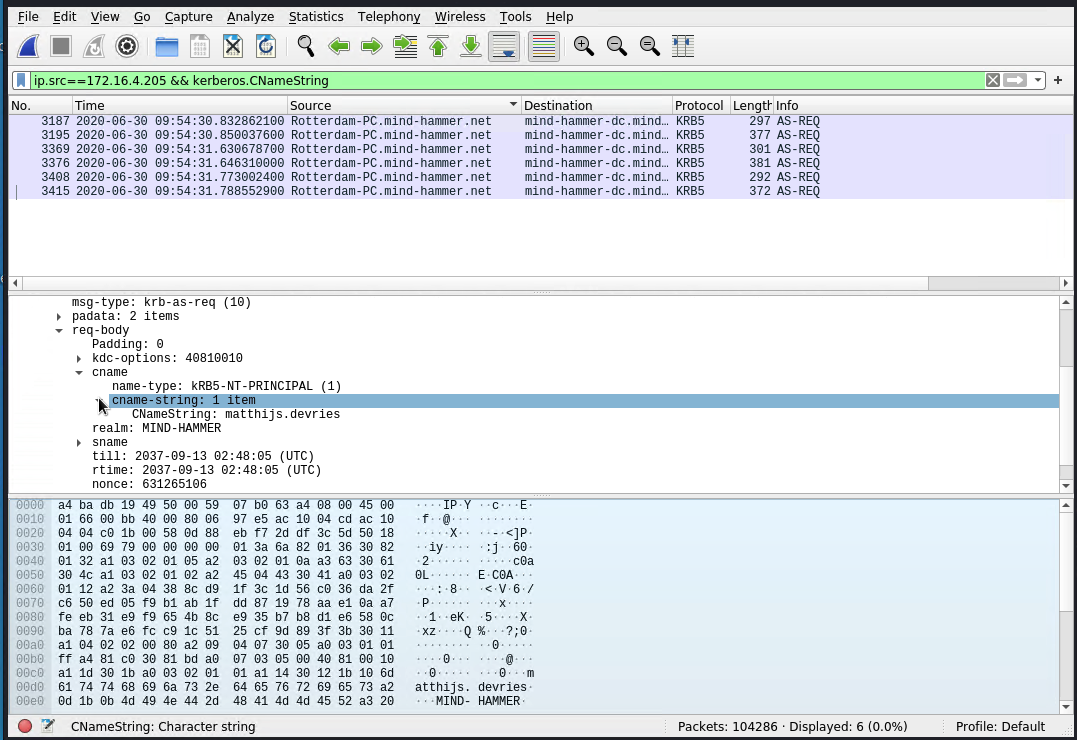 File Edit View Go Capture Analyze Statistics Telephony Wireless Tools Help
ip.src==172.16.4.205 && kerberos.CNameString
No. Time Source Destination Protocol Length Info
3187 2020-06-30 09:54:30.832862100 Rotterdam-PC.mind-hammer.net mind-hammer-dc.mind… KRB5 297 AS-REQ
3195 2020-06-30 09:54:30.850037600 Rotterdam-PC.mind-hammer.net mind-hammer-dc.mind… KRB5 377 AS-REQ
3369 2020-06-30 09:54:31.630678700 Rotterdam-PC.mind-hammer.net mind-hammer-dc.mind… KRB5 301 AS-REQ
3376 2020-06-30 09:54:31.646310000 Rotterdam-PC.mind-hammer.net mind-hammer-dc.mind… KRB5 381 AS-REQ
3408 2020-06-30 09:54:31.773002400 Rotterdam-PC.mind-hammer.net mind-hammer-dc.mind… KRB5 292 AS-REQ
3415 2020-06-30 09:54:31.788552900 Rotterdam-PC.mind-hammer.net mind-hammer-dc.mind… KRB5 372 AS-REQ
msg-type: krb-as-req (10)
padata: 2 items
req-body
Padding: 0
kdc-options: 40810010
cname
name-type: kRB5-NT-PRINCIPAL (1)
cname-string: 1 item
CNameString: matthijs.devries
realm: MIND-HAMMER
sname
till: 2037-09-13 02:48:05 (UTC)
rtime: 2037-09-13 02:48:05 (UTC)
nonce: 631265106
0000 a4 ba db 19 49 50 00 59 07 b0 63 a4 08 00 45 00 ····IP·Y ··c···E·
0010 01 66 00 bb 40 00 80 06 97 e5 ac 10 04 cd ac 10 ·f··@··· ········
0020 04 04 c0 1b 00 58 0d 88 eb f7 2d df 3c 5d 50 18 ·····X·· ··-·<]P·
0030 01 00 69 79 00 00 00 00 01 3a 6a 82 01 36 30 82 ··iy···· ·:j··60·
0040 01 32 a1 03 02 01 05 a2 03 02 01 0a a3 63 30 61 ·2······ ·····c0a
0050 30 4c a1 03 02 01 02 a2 45 04 43 30 41 a0 03 02 0L······ E·C0A···
0060 01 12 a2 3a 04 38 8c d9 1f 3c 1d 56 c0 36 da 2f ···:·8·· ·<·V·6·/
0070 c6 50 ed 05 f9 b1 ab 1f dd 87 19 78 aa e1 0a a7 ·P······ ···x····
0080 fe eb 31 e9 f9 65 4b 8c e9 35 b7 b8 d1 e6 58 0c ··1··eK· ·5····X·
0090 ba 78 7a e6 fc c9 1c 51 25 cf 9d 89 3f 3b 30 11 ·xz····Q %···?;0·
00a0 a1 04 02 02 00 80 a2 09 04 07 30 05 a0 03 01 01 ········ ··0·····
00b0 ff a4 81 c0 30 81 bd a0 07 03 05 00 40 81 00 10 ····0··· ····@···
00c0 a1 1d 30 1b a0 03 02 01 01 a1 14 30 12 1b 10 6d ··0····· ···0···m
00d0 61 74 74 68 69 6a 73 2e 64 65 76 72 69 65 73 a2 atthijs. devries·
00e0 0d 1b 0b 4d 49 4e 44 2d 48 41 4d 4d 45 52 a3 20 ···MIND- HAMMER·
CNameString: Character string Packets: 104286 · Displayed: 6 (0.0%) Profile: Default